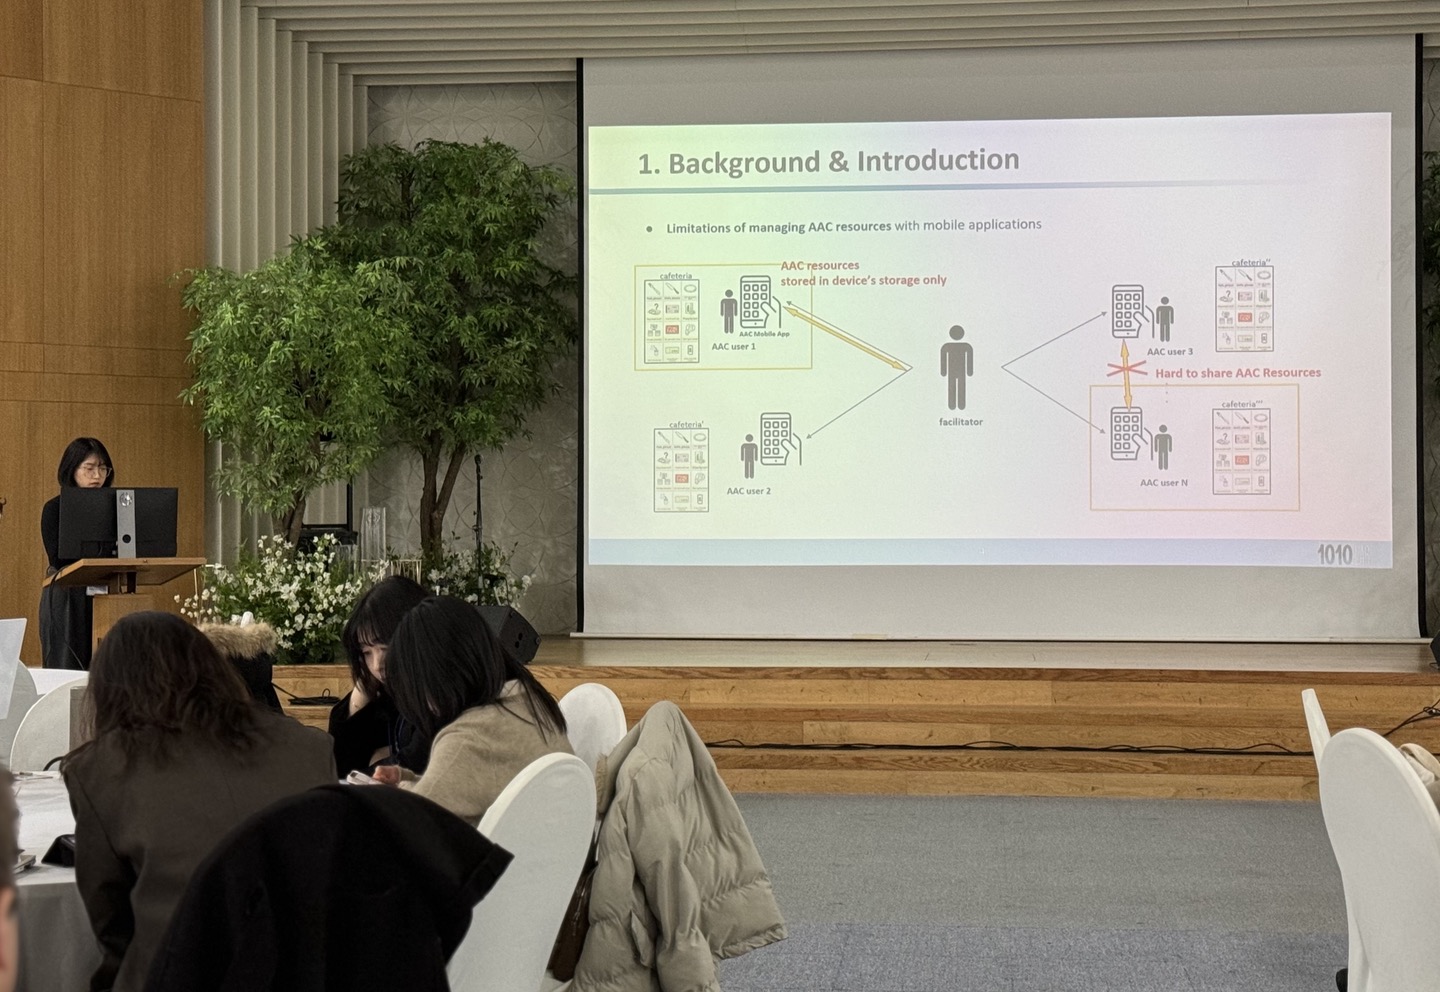 1. Background & Introduction
● Limitations of managing AAC resources with mobile applications
AAC resources
stored in device's storage only
cafeteria
AAC Mobile App
AAC user 1
cafeteria'
AAC user 2
facilitator
cafeteria''
AAC user 3
Hard to share AAC Resources
cafeteria'''
AAC user N
1010